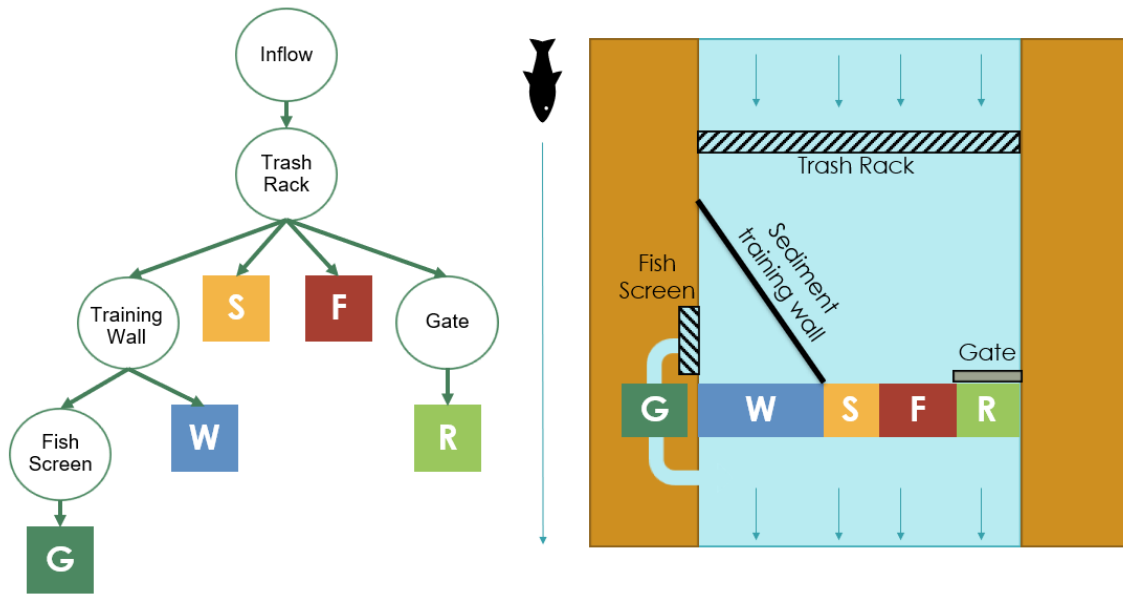 Inflow
Trash
Rack
Training
Wall
S
F
Gate
Fish
Screen
W
R
G
Trash Rack
Sediment
training wall
Fish
Screen
Gate
G
W
S
F
R